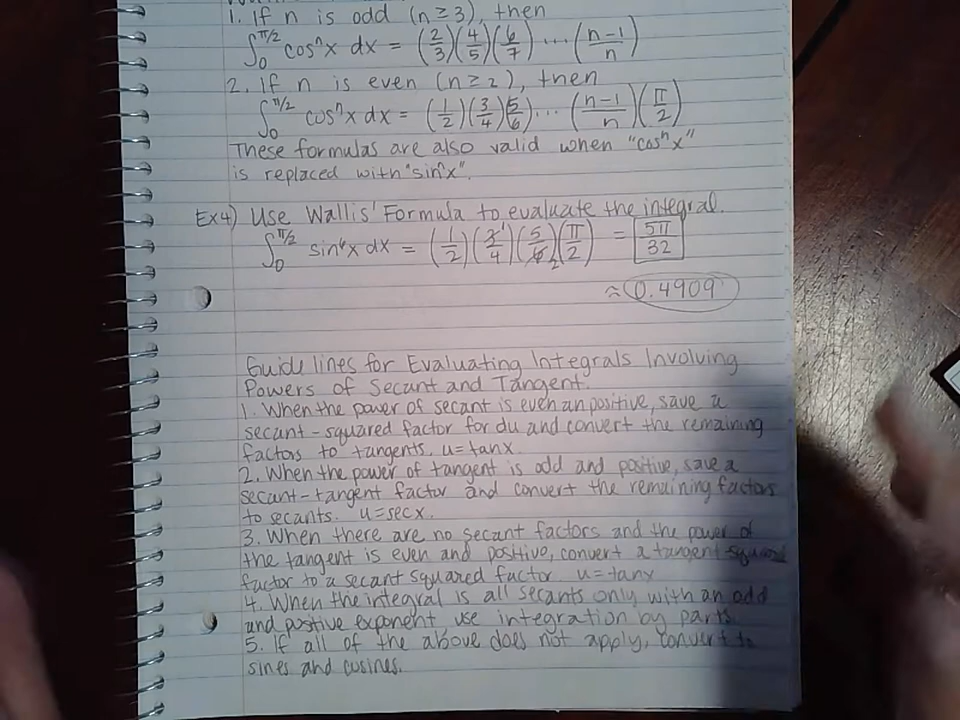 1. If n is odd (n≥3), then
∫₀^π/2 cosⁿx dx = (2/3)(4/5)(6/7)...(n-1/n)
2. If n is even (n≥2), then
∫₀^π/2 cosⁿx dx = (1/2)(3/4)(5/6)...(n-1/n)(π/2)
These formulas are also valid when "cosⁿx"
is replaced with "sinⁿx".
Ex4) Use Wallis' Formula to evaluate the integral.
∫₀^π/2 sin⁶x dx = (1/2)(3/4)(5/6)(π/2) = 5π/32
≈ 0.4909
Guidelines for Evaluating Integrals Involving
Powers of Secant and Tangent.
1. When the power of secant is even an positive, save a
secant-squared factor for du and convert the remaining
factors to tangents. u=tanx
2. When the power of tangent is odd and positive, save a
secant-tangent factor and convert the remaining factors
to secants. u=secx.
3. When there are no secant factors and the power of
the tangent is even and positive, convert a tangent squared
factor to a secant squared factor. u=tanx
4. When the integral is all secants only with an odd
and postive exponent use integration by parts.
5. If all of the above does not apply, convert to
sines and cosines.